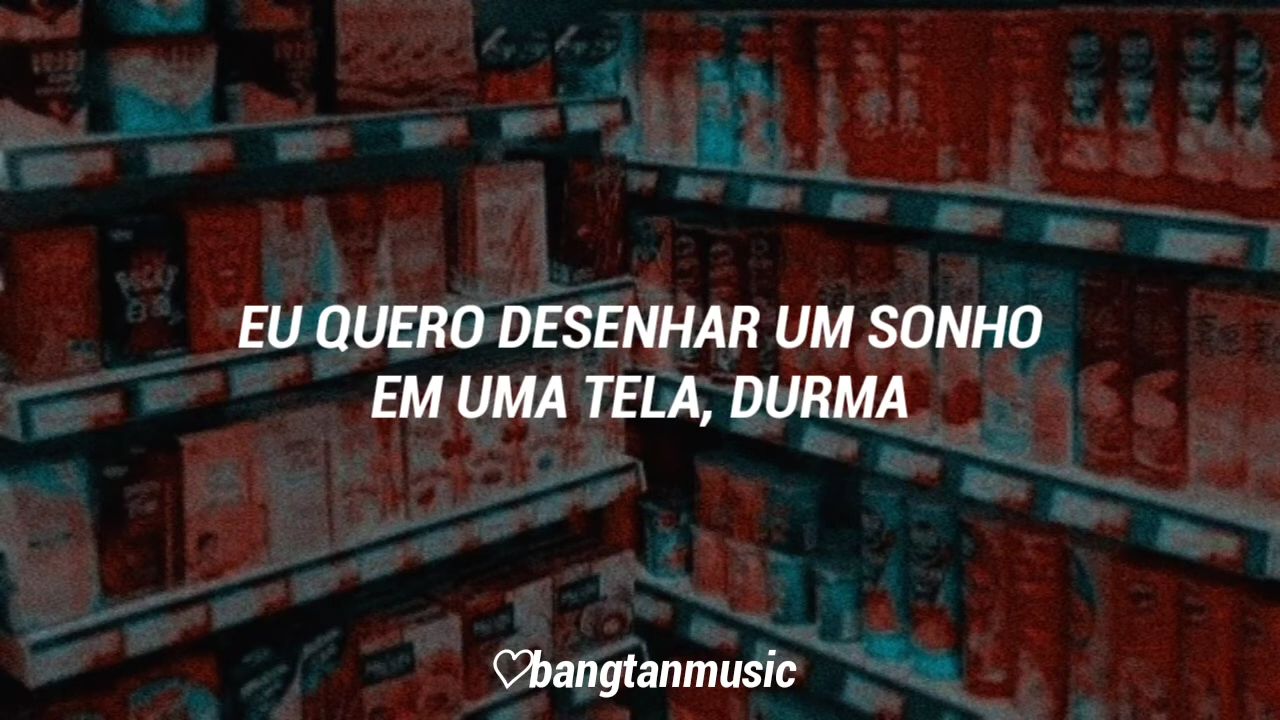 EU QUERO DESENHAR UM SONHO
EM UMA TELA, DURMA
♡bangtanmusic